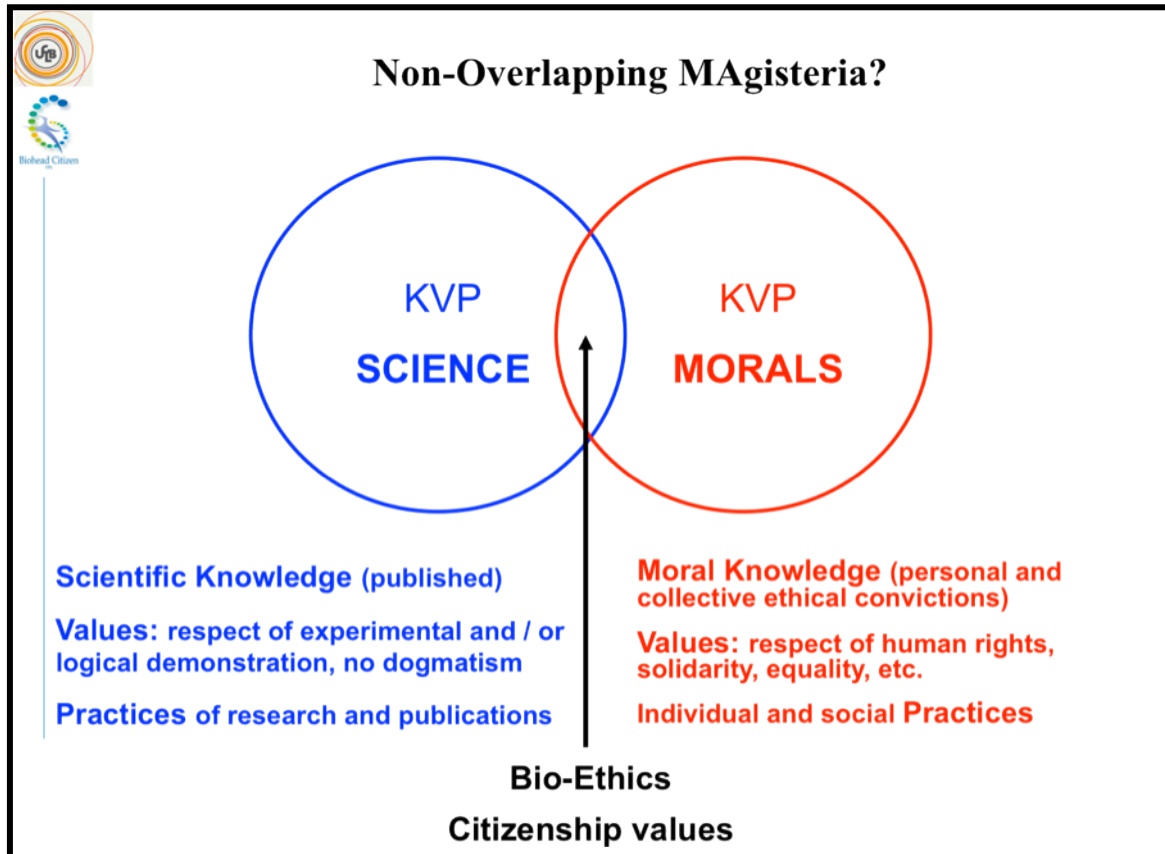 UCLB
Non-Overlapping MAgisteria?
Biohead Citizen
KVP
SCIENCE
KVP
MORALS
Scientific Knowledge (published)
Values: respect of experimental and / or
logical demonstration, no dogmatism
Practices of research and publications
Moral Knowledge (personal and
collective ethical convictions)
Values: respect of human rights,
solidarity, equality, etc.
Individual and social Practices
Bio-Ethics
Citizenship values